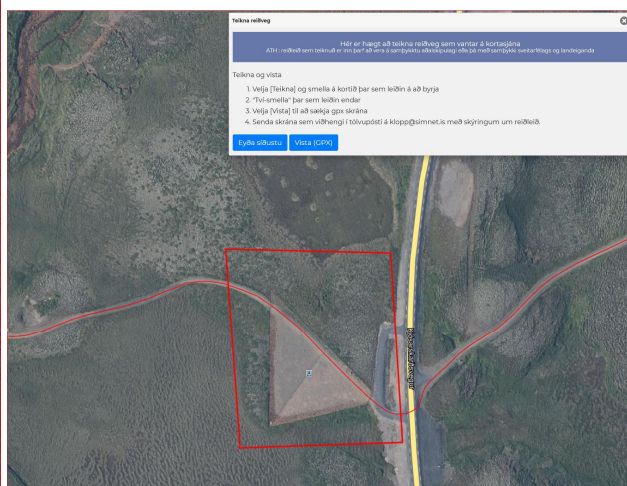 Teikna reiðveg
Hér er hægt að teikna reiðveg sem vantar á kortasjána
ATH : reiðleið sem teiknuð er inn þarf að vera á samþykktu aðalskipulagi eða þá með samþykki sveitarfélags og landeiganda
Teikna og vista
1. Velja [Teikna] og smella á kortið þar sem leiðin á að byrja
2. "Tví-smella" þar sem leiðin endar
3. Velja [Vista] til að sækja gpx skrána
4. Senda skrána sem viðhengi í tölvupósti á klopp@simnet.is með skýringum um reiðleið.
Eyða síðustu
Vista (GPX)